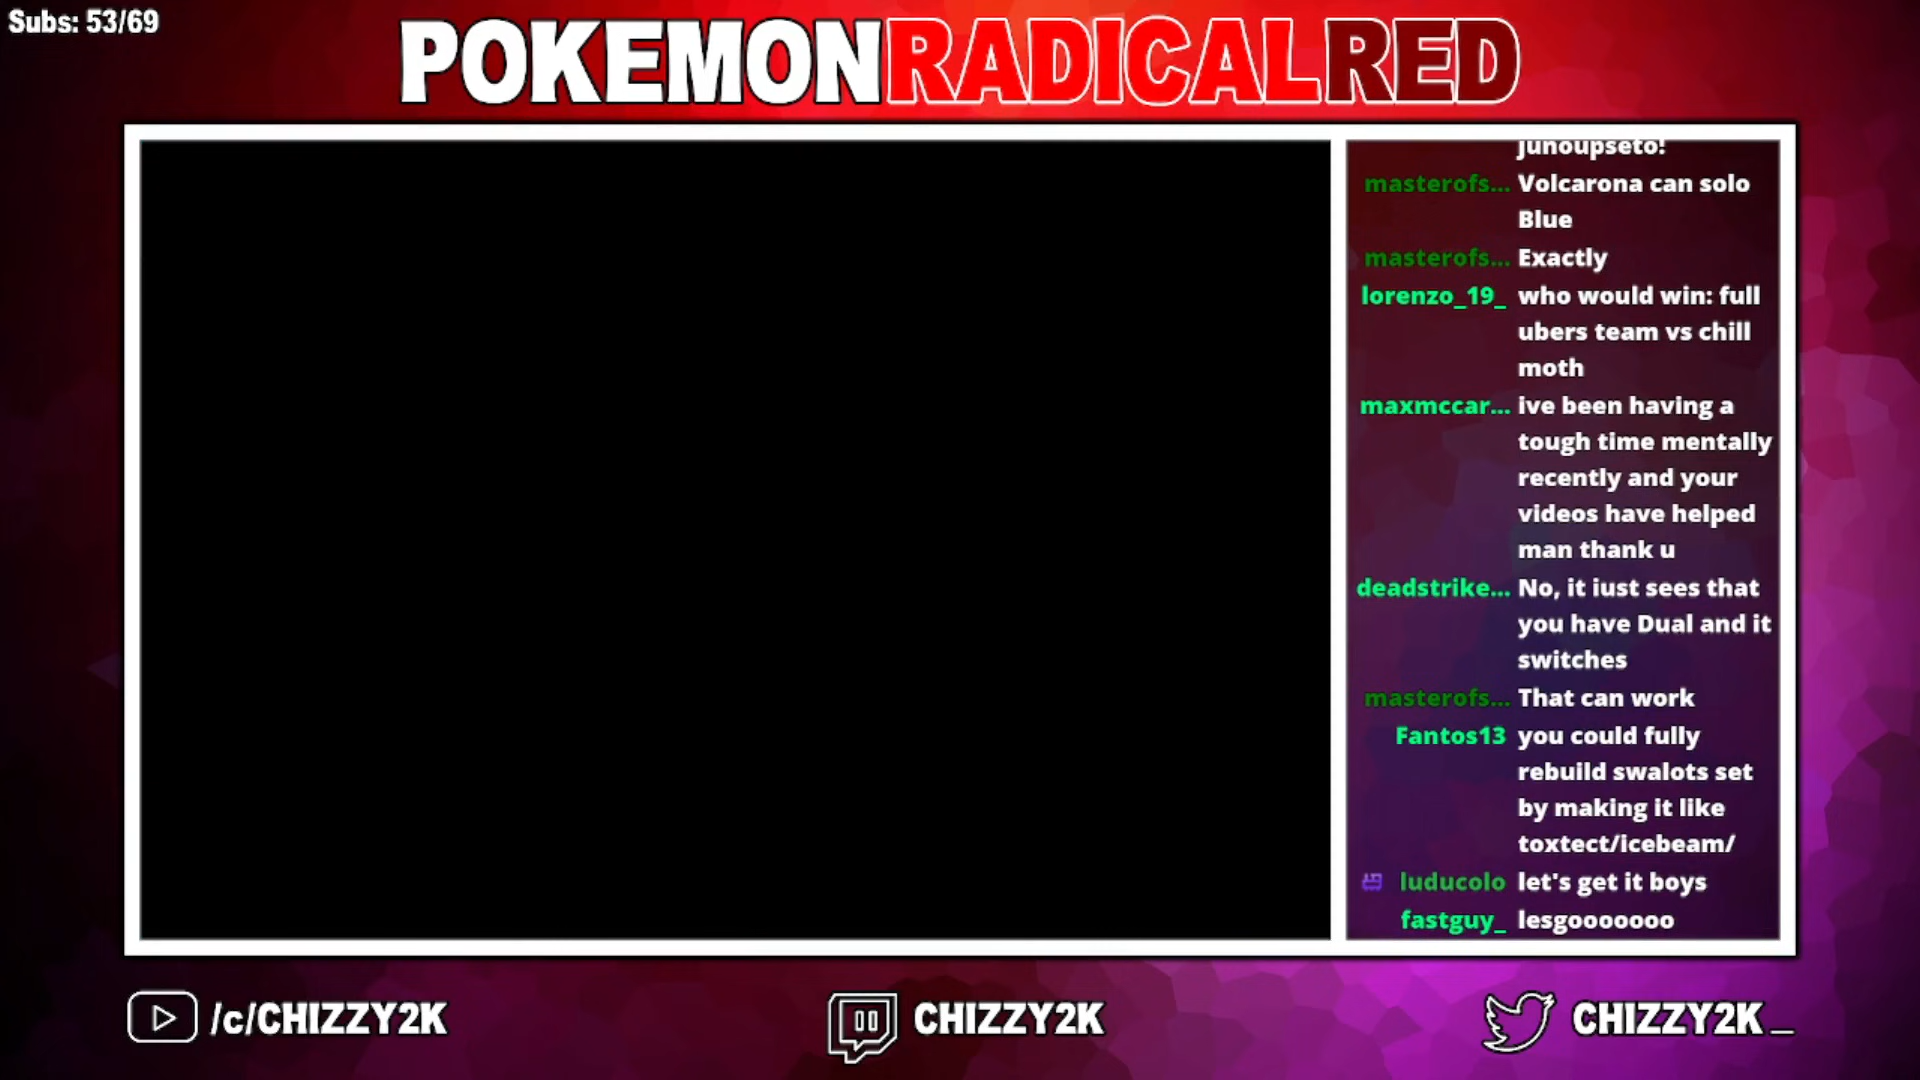 Subs: 53/69
POKEMONRADICALRED
junoupseto!
masterofs... Volcarona can solo
Blue
masterofs... Exactly
lorenzo_19_ who would win: full
ubers team vs chill
moth
maxmccar... ive been having a
tough time mentally
recently and your
videos have helped
man thank u
deadstrike... No, it iust sees that
you have Dual and it
switches
masterofs... That can work
Fantos13 you could fully
rebuild swalots set
by making it like
toxtect/icebeam/
luducolo let's get it boys
fastguy_ lesgooooooo
/c/CHIZZY2K
CHIZZY2K
CHIZZY2K_